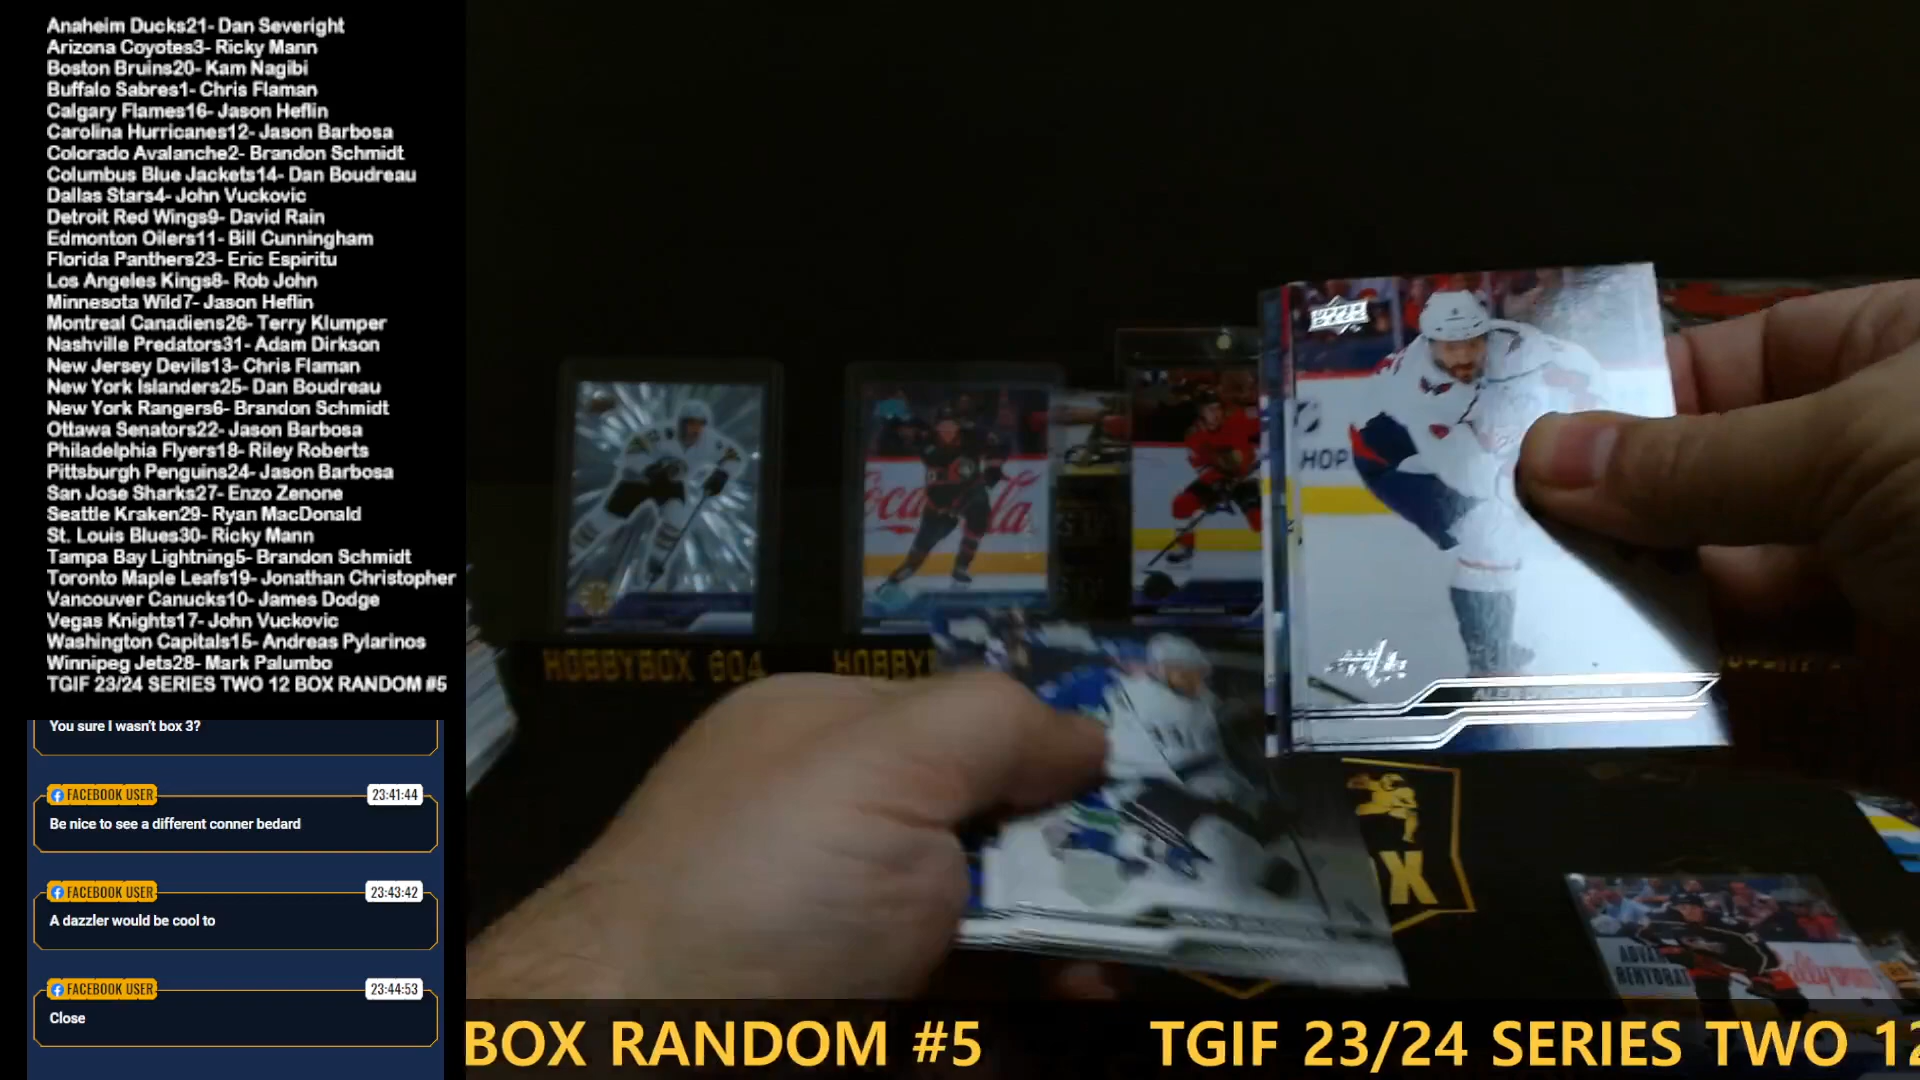 Anaheim Ducks21- Dan Severight
Arizona Coyotes3- Ricky Mann
Boston Bruins20- Kam Nagibi
Buffalo Sabres1- Chris Flaman
Calgary Flames16- Jason Heflin
Carolina Hurricanes12- Jason Barbosa
Colorado Avalanche2- Brandon Schmidt
Columbus Blue Jackets14- Dan Boudreau
Dallas Stars4- John Vuckovic
Detroit Red Wings9- David Rain
Edmonton Oilers11- Bill Cunningham
Florida Panthers23- Eric Espiritu
Los Angeles Kings8- Rob John
Minnesota Wild7- Jason Heflin
Montreal Canadiens26- Terry Klumper
Nashville Predators31- Adam Dirkson
New Jersey Devils13- Chris Flaman
New York Islanders25- Dan Boudreau
New York Rangers6- Brandon Schmidt
Ottawa Senators22- Jason Barbosa
Philadelphia Flyers18- Riley Roberts
Pittsburgh Penguins24- Jason Barbosa
San Jose Sharks27- Enzo Zenone
Seattle Kraken29- Ryan MacDonald
St. Louis Blues30- Ricky Mann
Tampa Bay Lightning5- Brandon Schmidt
Toronto Maple Leafs19- Jonathan Christopher
Vancouver Canucks10- James Dodge
Vegas Knights17- John Vuckovic
Washington Capitals15- Andreas Pylarinos
Winnipeg Jets28- Mark Palumbo
TGIF 23/24 SERIES TWO 12 BOX RANDOM #5
You sure I wasn't box 3?
FACEBOOK USER 23:41:44
Be nice to see a different conner bedard
FACEBOOK USER 23:43:42
A dazzler would be cool to
FACEBOOK USER 23:44:53
Close
UPPER DECK
HOP
Coca-Cola
HOBBYBOX 604
BOX RANDOM #5 TGIF 23/24 SERIES TWO 12